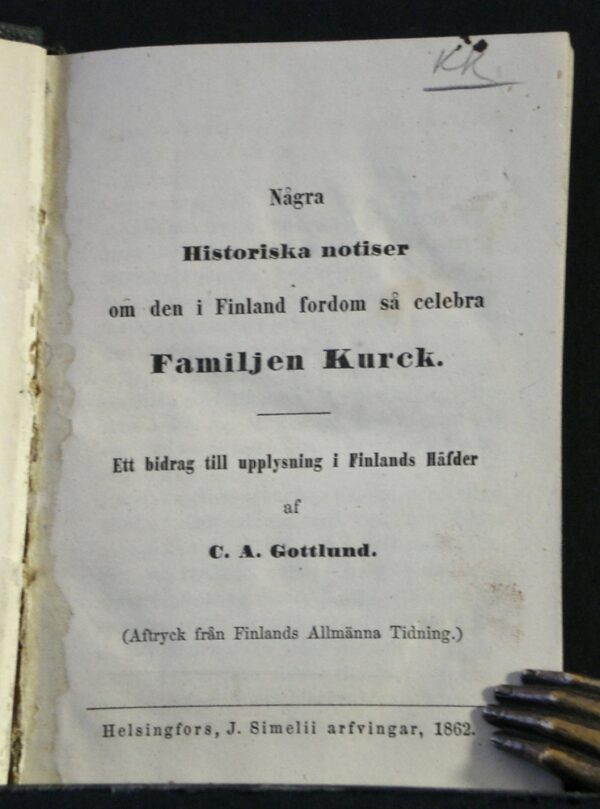 KR
Några
Historiska notiser
om den i Finland fordom så celebra
Familjen Kurck.
Ett bidrag till upplysning i Finlands Häfder
af
C. A. Gottlund.
(Aftryck från Finlands Allmänna Tidning.)
Helsingfors, J. Simelii arfvingar, 1862.